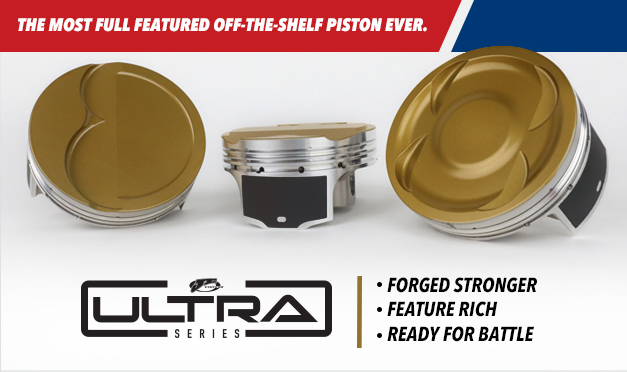 THE MOST FULL FEATURED OFF-THE-SHELF PISTON EVER.
ULTRA
SERIES
• FORGED STRONGER
• FEATURE RICH
• READY FOR BATTLE